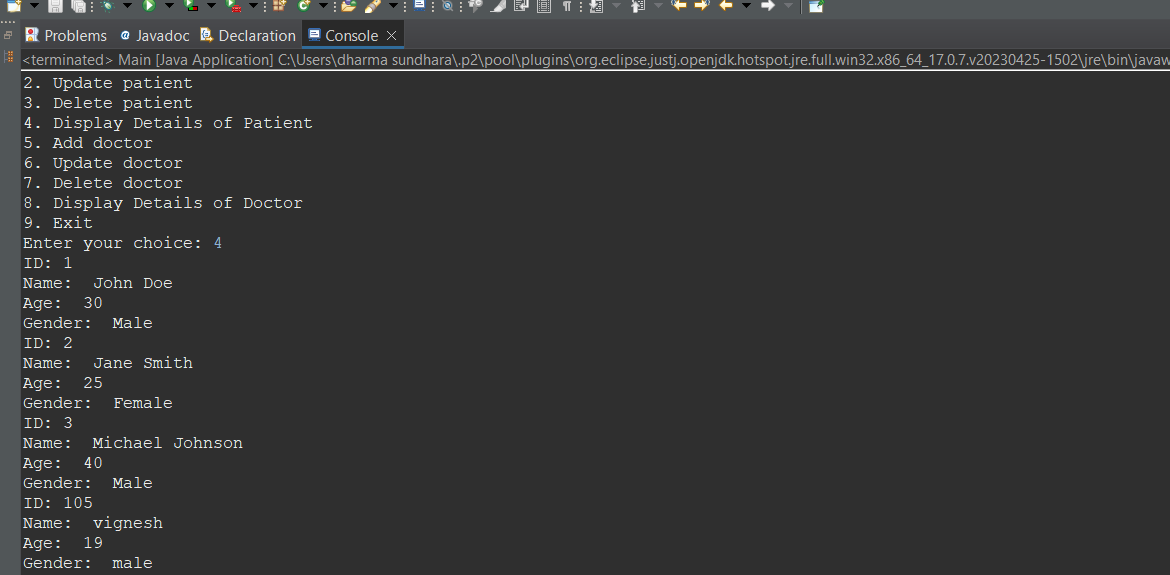 Problems Javadoc Declaration Console
<terminated> Main [Java Application] C:\Users\dharma sundhara\.p2\pool\plugins\org.eclipse.justj.openjdk.hotspot.jre.full.win32.x86_64_17.0.7.v20230425-1502\jre\bin\javaw
2. Update patient
3. Delete patient
4. Display Details of Patient
5. Add doctor
6. Update doctor
7. Delete doctor
8. Display Details of Doctor
9. Exit
Enter your choice: 4
ID: 1
Name:  John Doe
Age:  30
Gender:  Male
ID: 2
Name:  Jane Smith
Age:  25
Gender:  Female
ID: 3
Name:  Michael Johnson
Age:  40
Gender:  Male
ID: 105
Name:  vignesh
Age:  19
Gender:  male